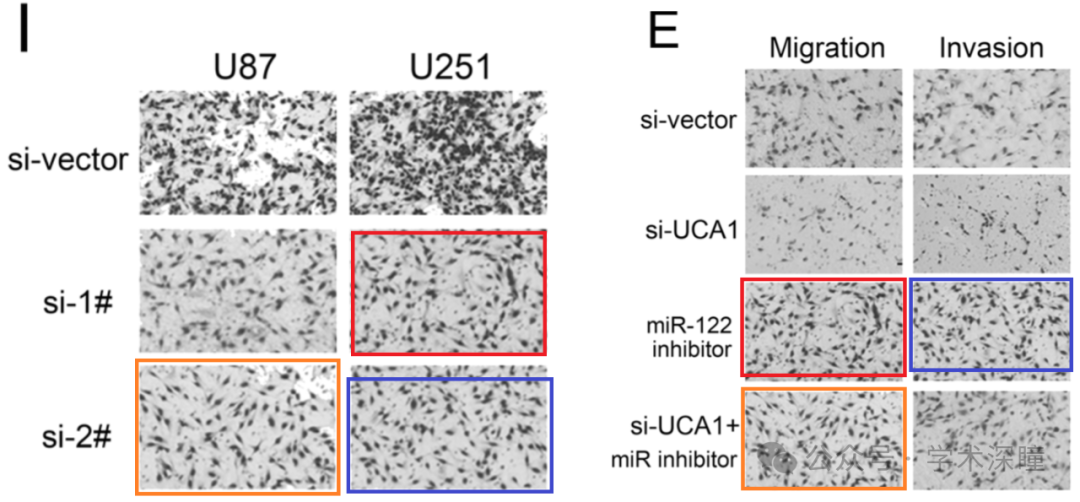 I
U87 U251
si-vector
si-1#
si-2#
E
Migration Invasion
si-vector
si-UCA1
miR-122
inhibitor
si-UCA1+
miR inhibitor
公众号 学术深瞳